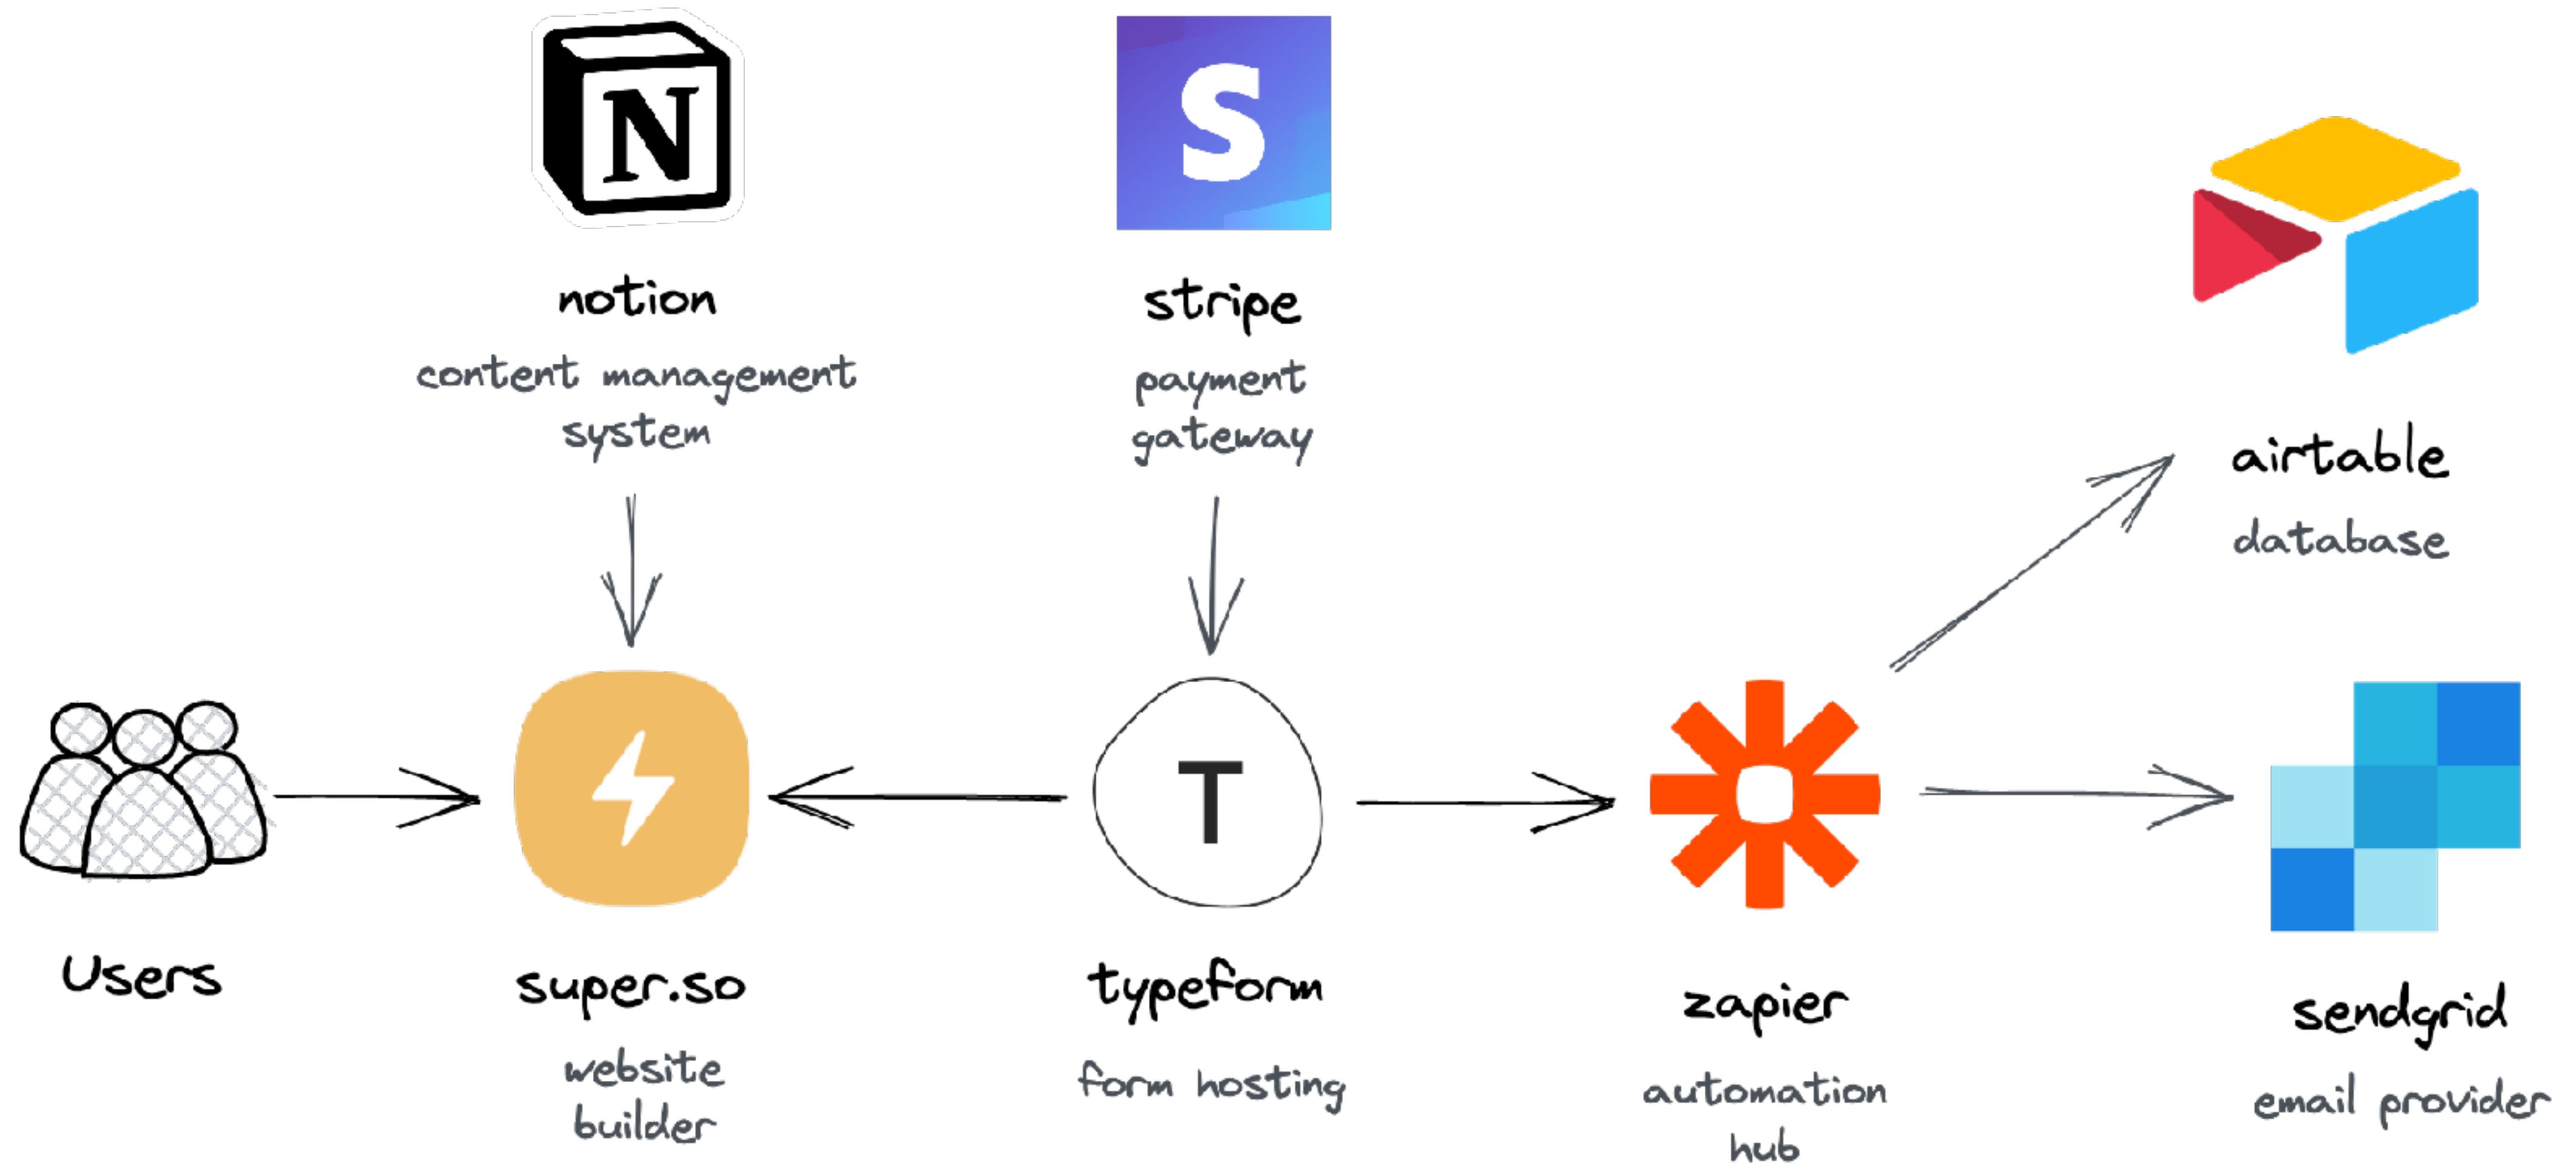 N
notion
content management
system
S
stripe
payment
gateway
airtable
database
Users
super.so
website
builder
T
typeform
form hosting
zapier
automation
hub
sendgrid
email provider